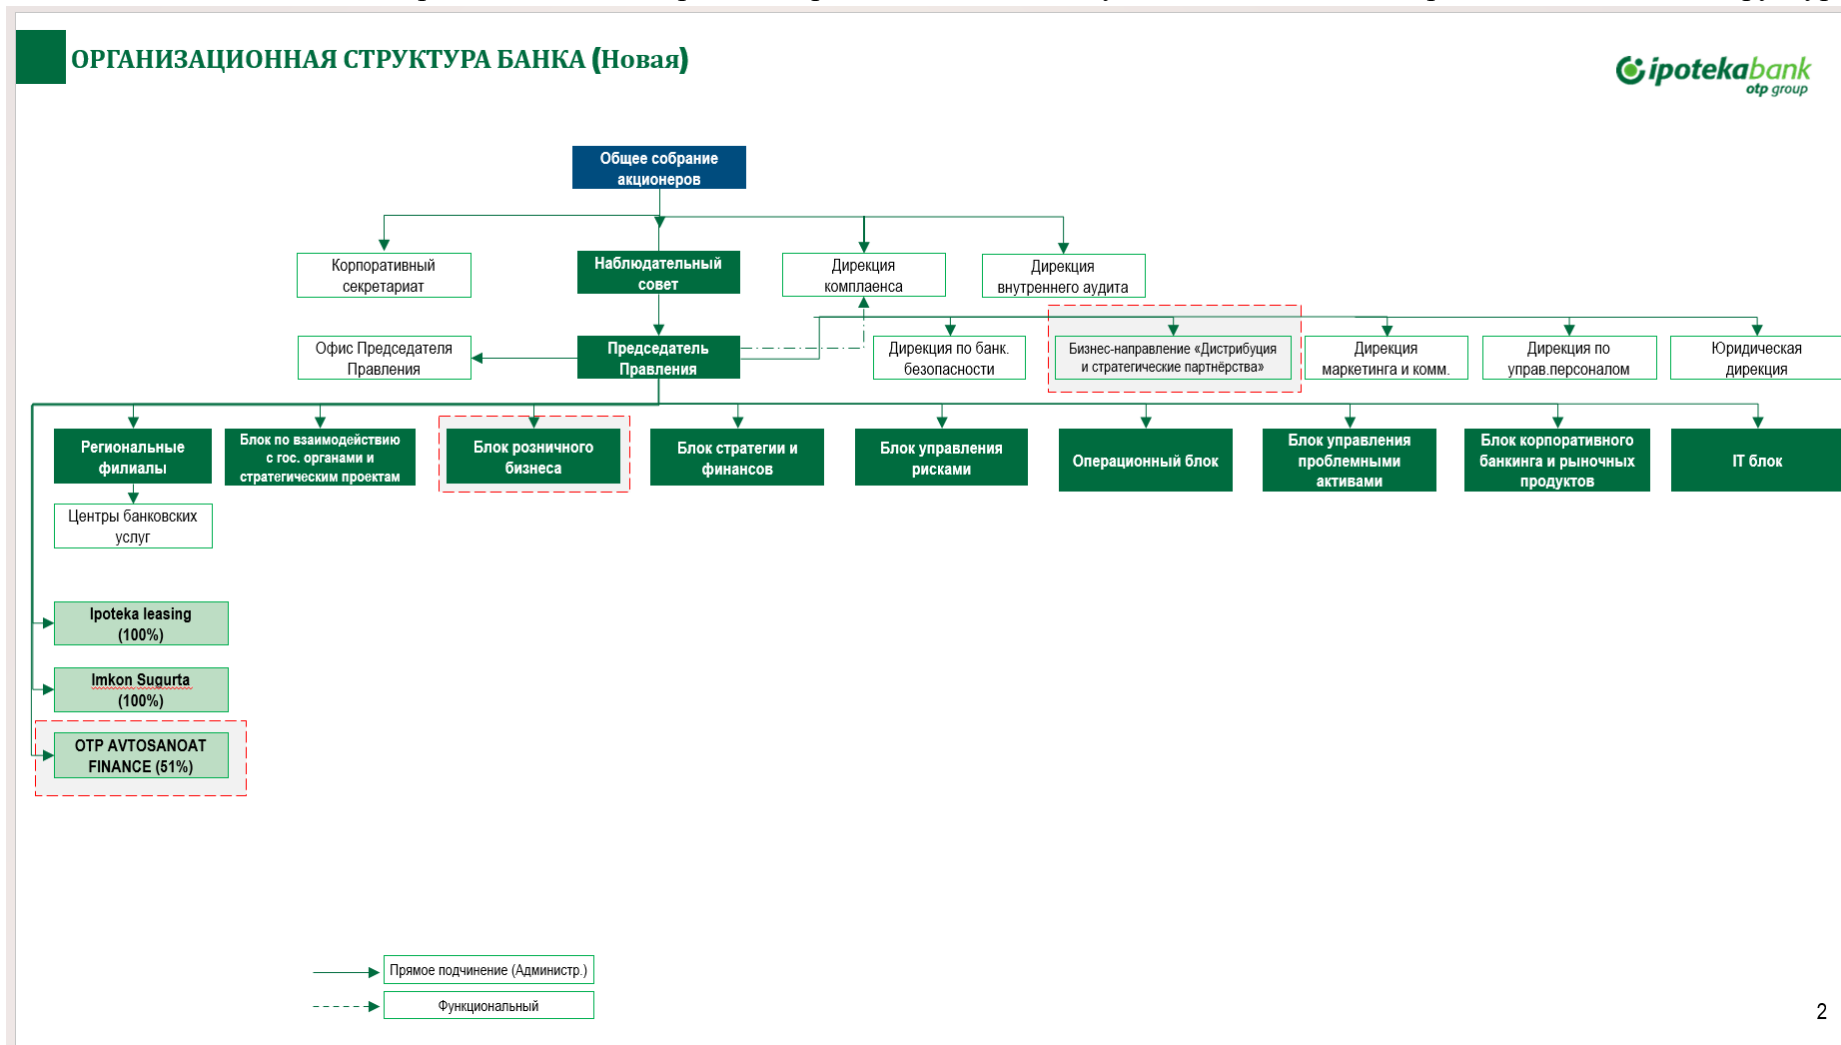 ОРГАНИЗАЦИОННАЯ СТРУКТУРА БАНКА (Новая)
ipotekabank
otp group
Общее собрание
акционеров
Корпоративный
секретариат
Наблюдательный
совет
Дирекция
комплаенса
Дирекция
внутреннего аудита
Офис Председателя
Правления
Председатель
Правления
Дирекция по банк.
безопасности
Бизнес-направление «Дистрибуция
и стратегические партнёрства»
Дирекция
маркетинга и комм.
Дирекция по
управ.персоналом
Юридическая
дирекция
Региональные
филиалы
Блок по взаимодействию
с гос. органами и
стратегическим проектам
Блок розничного
бизнеса
Блок стратегии и
финансов
Блок управления
рисками
Операционный блок
Блок управления
проблемными
активами
Блок корпоративного
банкинга и рыночных
продуктов
IT блок
Центры банковских
услуг
Ipoteka leasing
(100%)
Imkon Sugurta
(100%)
OTP AVTOSANOAT
FINANCE (51%)
Прямое подчинение (Администр.)
Функциональный
2